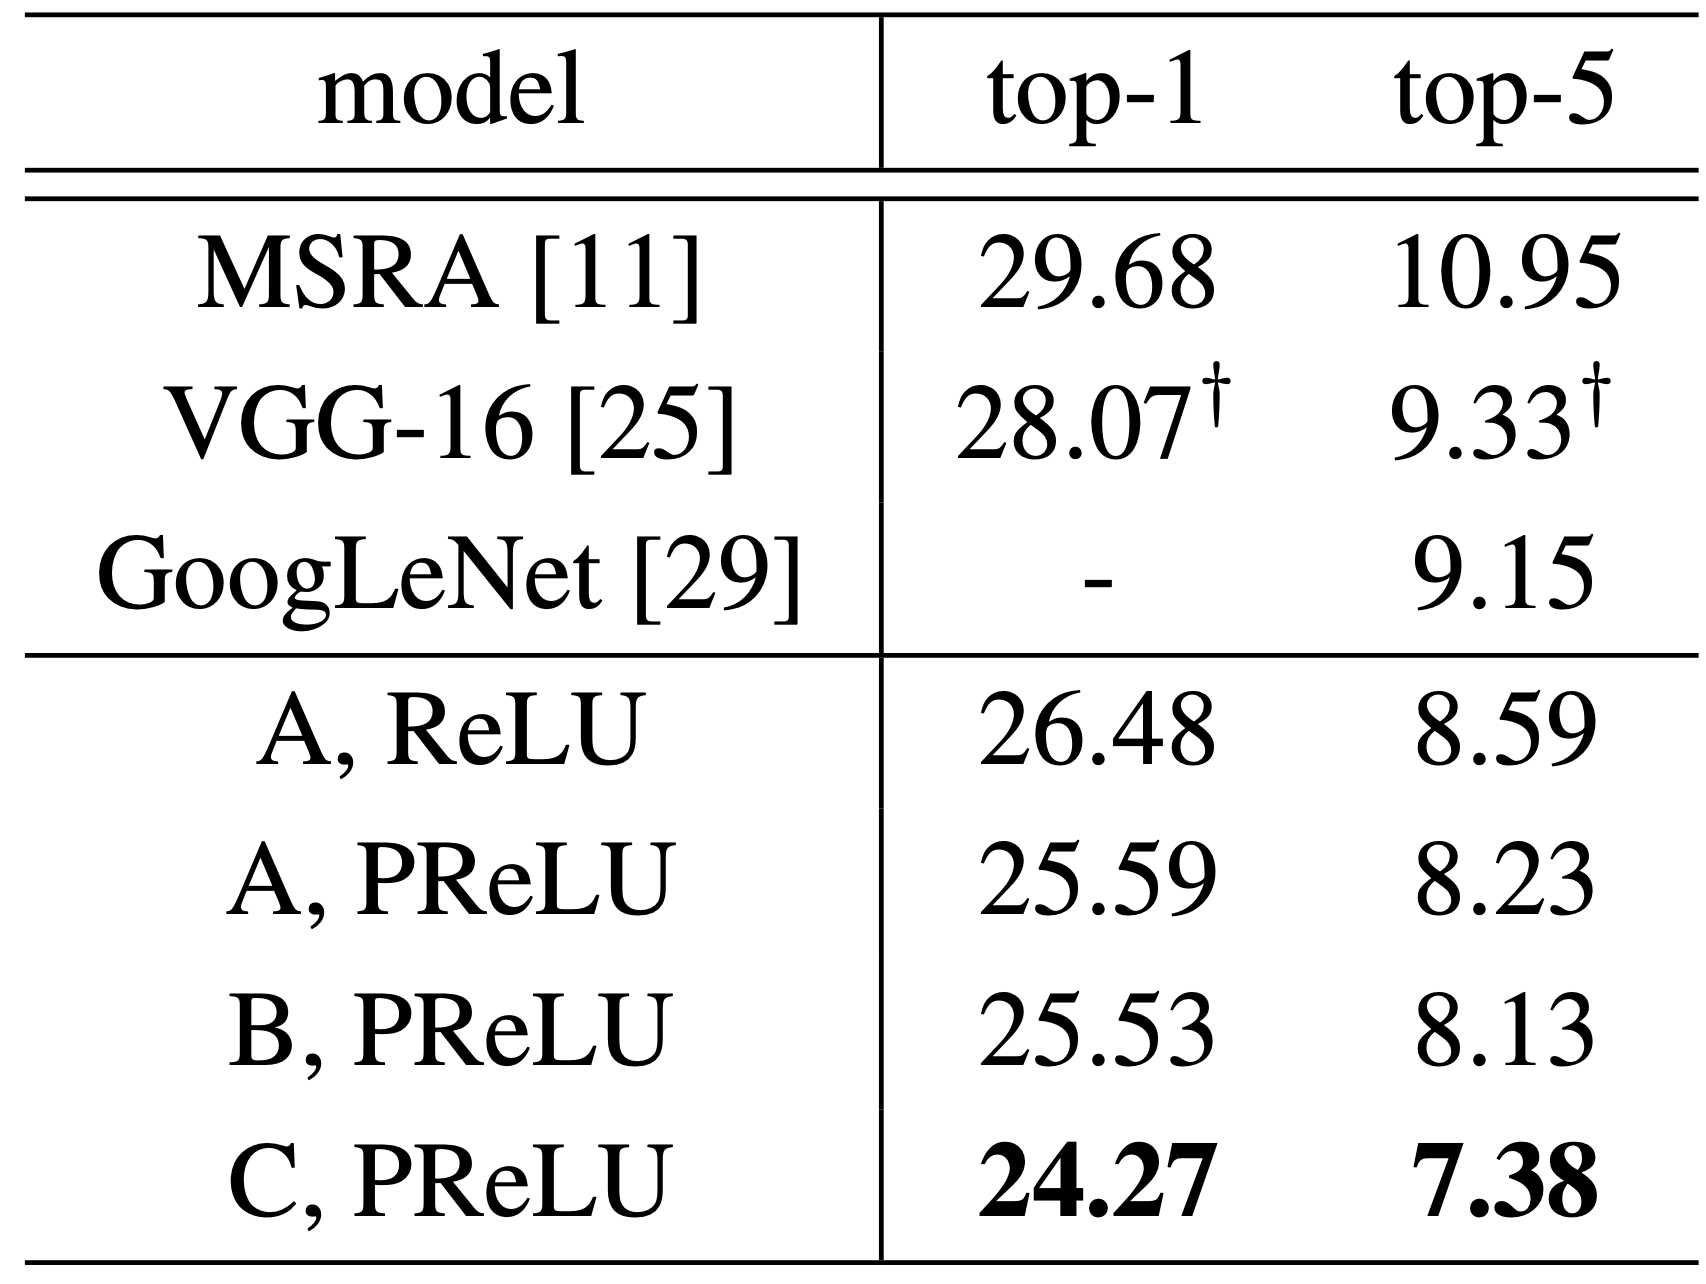 model top-1 top-5
MSRA [11] 29.68 10.95
VGG-16 [25] 28.07† 9.33†
GoogLeNet [29] - 9.15
A, ReLU 26.48 8.59
A, PReLU 25.59 8.23
B, PReLU 25.53 8.13
C, PReLU 24.27 7.38